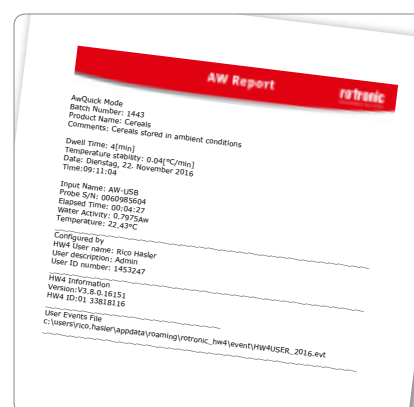 AW Report
rotronic
AwQuick Mode
Batch Number: 1443
Product Name: Cereals
Comments: Cereals stored in ambient conditions
Dwell Time: 4[min]
Temperature stability: 0.04[°C/min]
Date: Dienstag, 22. November 2016
Time:09:11:04
Input Name: AW-USB
Probe S/N: 0060985604
Elapsed Time: 00:04:27
Water Activity: 0.7975Aw
Temperature: 22.43°C
Configured by
HW4 User name: Rico Hasler
User description: Admin
User ID number: 1453247
HW4 Information
Version:V3.8.0.16151
HW4 ID:01 33818116
User Events File
c:\users\rico.hasler\appdata\roaming\rotronic_hw4\event\HW4USER_2016.evt